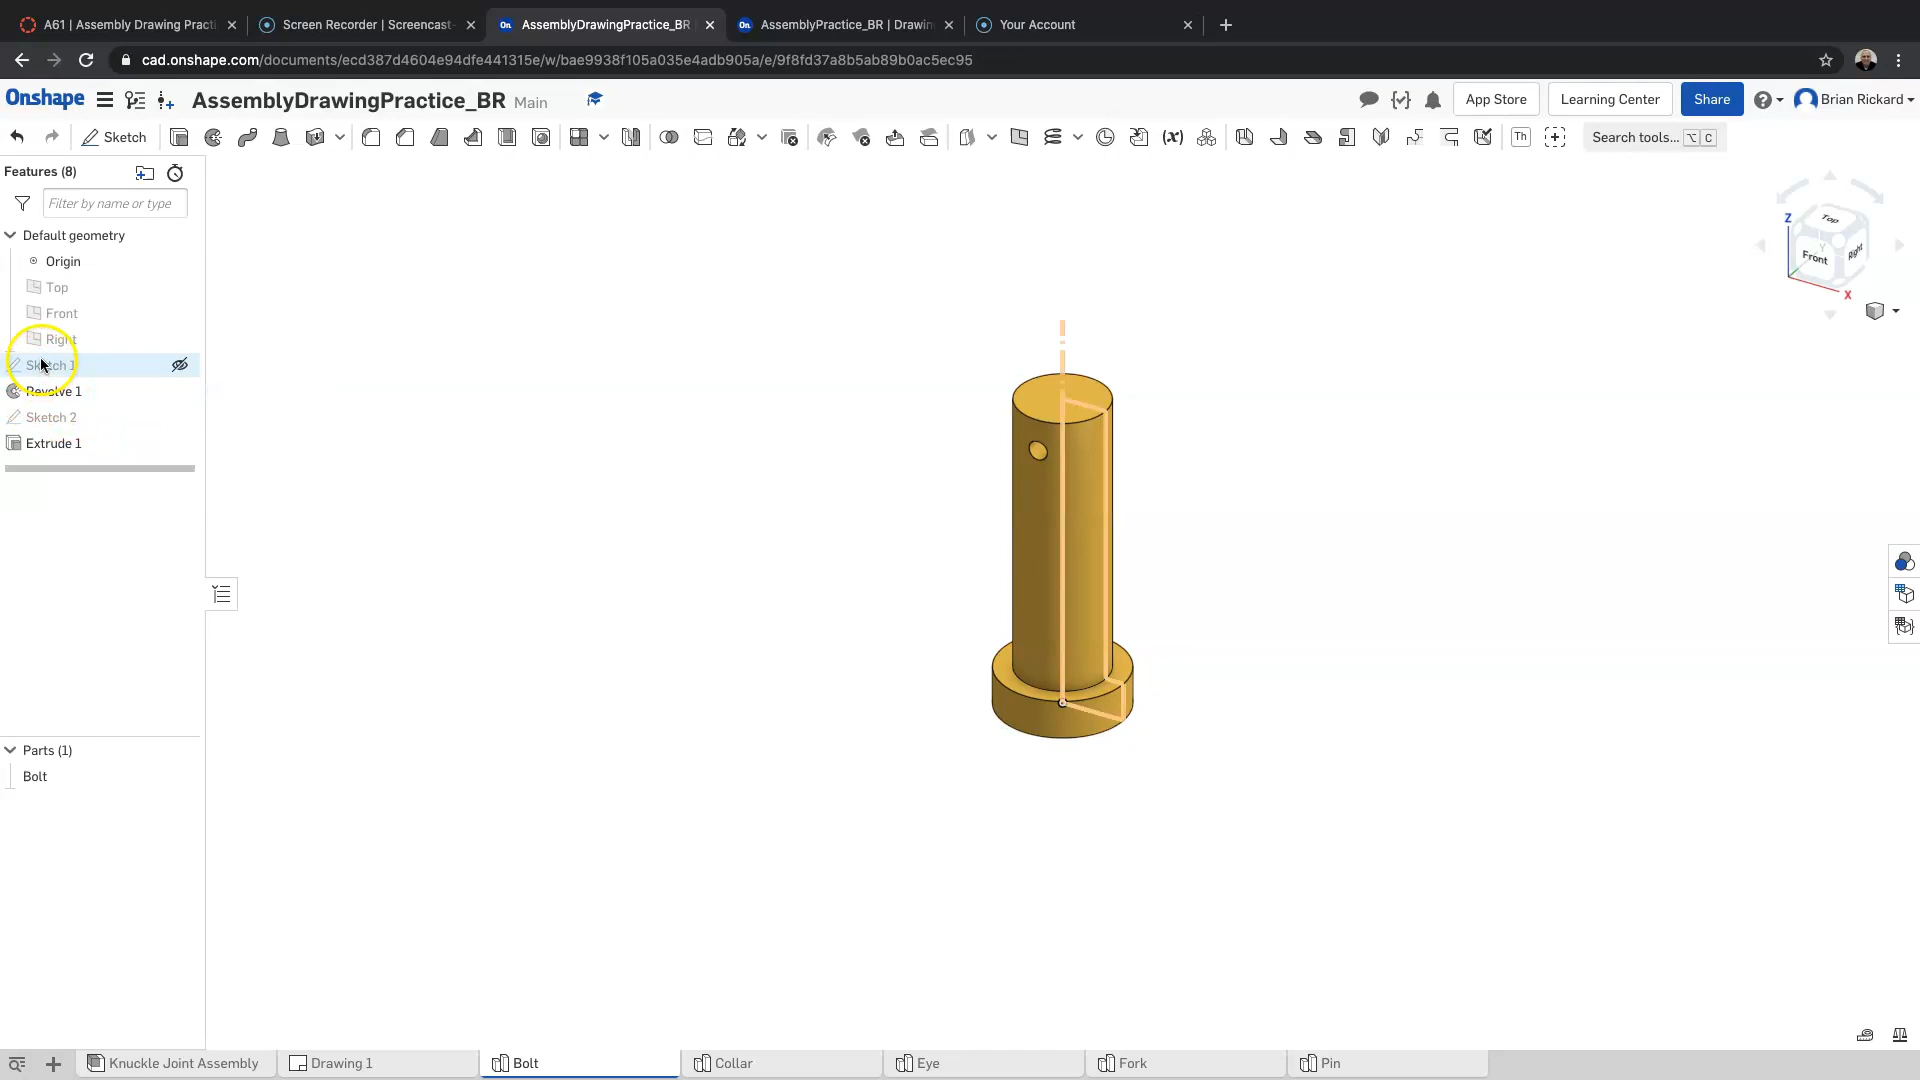 A61 | Assembly Drawing Practi
Screen Recorder | Screencast-
On AssemblyDrawingPractice_BR
On AssemblyPractice_BR | Drawin
Your Account
cad.onshape.com/documents/ecd387d4604e94dfe441315e/w/bae9938f105a035e4adb905a/e/9f8fd37a8b5ab89b0ac5ec95
Onshape
AssemblyDrawingPractice_BR Main
App Store
Learning Center
Share
Brian Rickard
Sketch
Th
Search tools... ⌥ C
Features (8)
Filter by name or type
Default geometry
Origin
Top
Front
Right
Sketch 1
Revolve 1
Sketch 2
Extrude 1
Z
Top
Y
Front
Right
X
Parts (1)
Bolt
Knuckle Joint Assembly
Drawing 1
Bolt
Collar
Eye
Fork
Pin